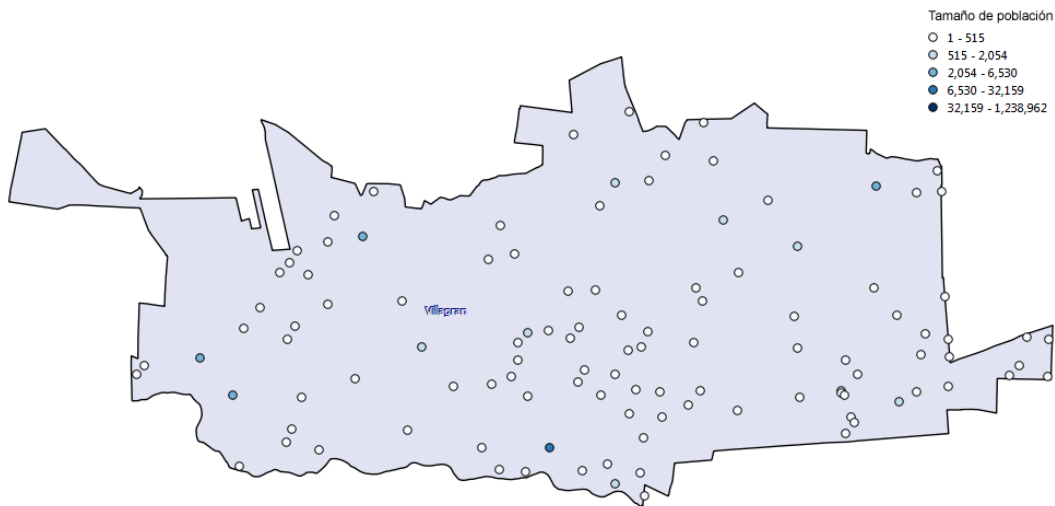 Tamaño de población
1 - 515
515 - 2,054
2,054 - 6,530
6,530 - 32,159
32,159 - 1,238,962
Villagran